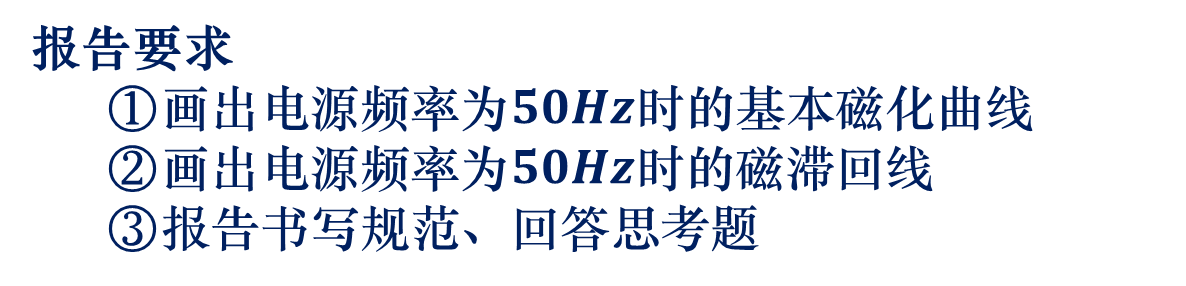 报告要求
①画出电源频率为50Hz时的基本磁化曲线
②画出电源频率为50Hz时的磁滞回线
③报告书写规范、回答思考题